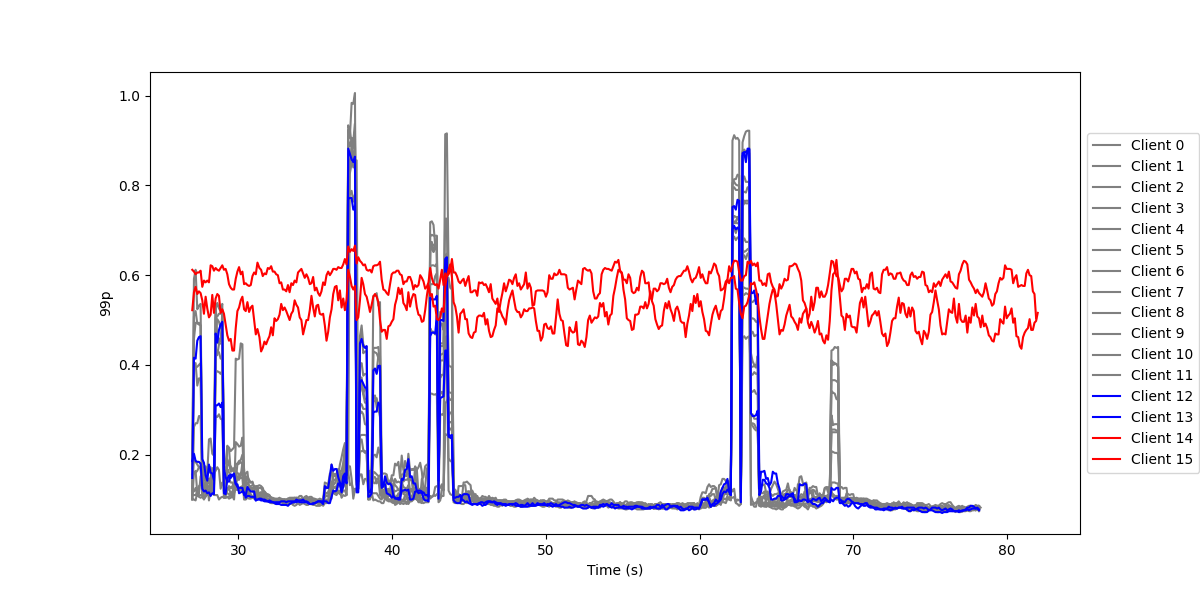 1.0
0.8
0.6
0.4
0.2
99p
30 40 50 60 70 80
Time (s)
Client 0
Client 1
Client 2
Client 3
Client 4
Client 5
Client 6
Client 7
Client 8
Client 9
Client 10
Client 11
Client 12
Client 13
Client 14
Client 15